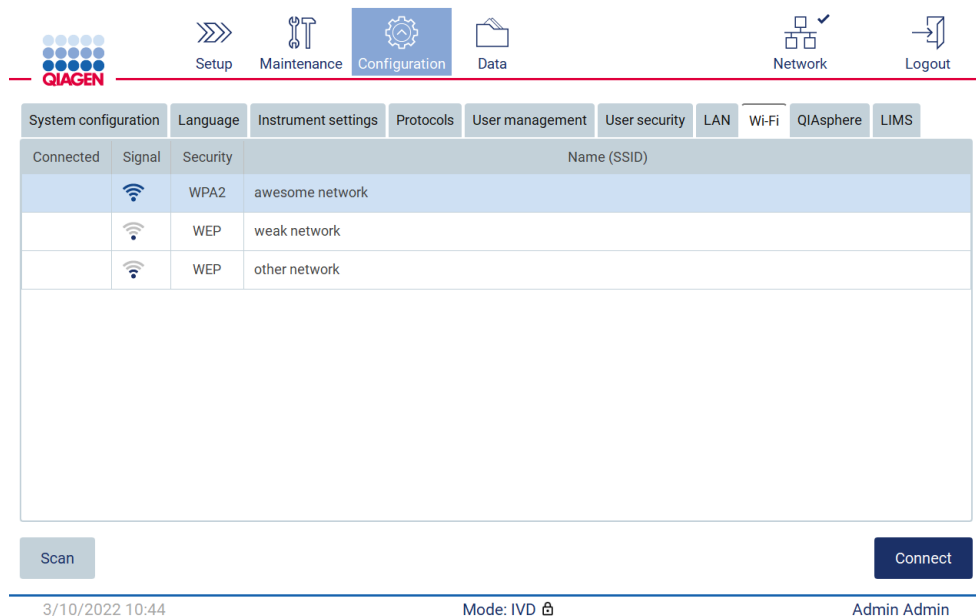 QIAGEN
Setup Maintenance Configuration Data Network Logout
System configuration Language Instrument settings Protocols User management User security LAN Wi-Fi QIAsphere LIMS
Connected Signal Security Name (SSID)
WPA2 awesome network
WEP weak network
WEP other network
Scan Connect
3/10/2022 10:44 Mode: IVD Admin Admin